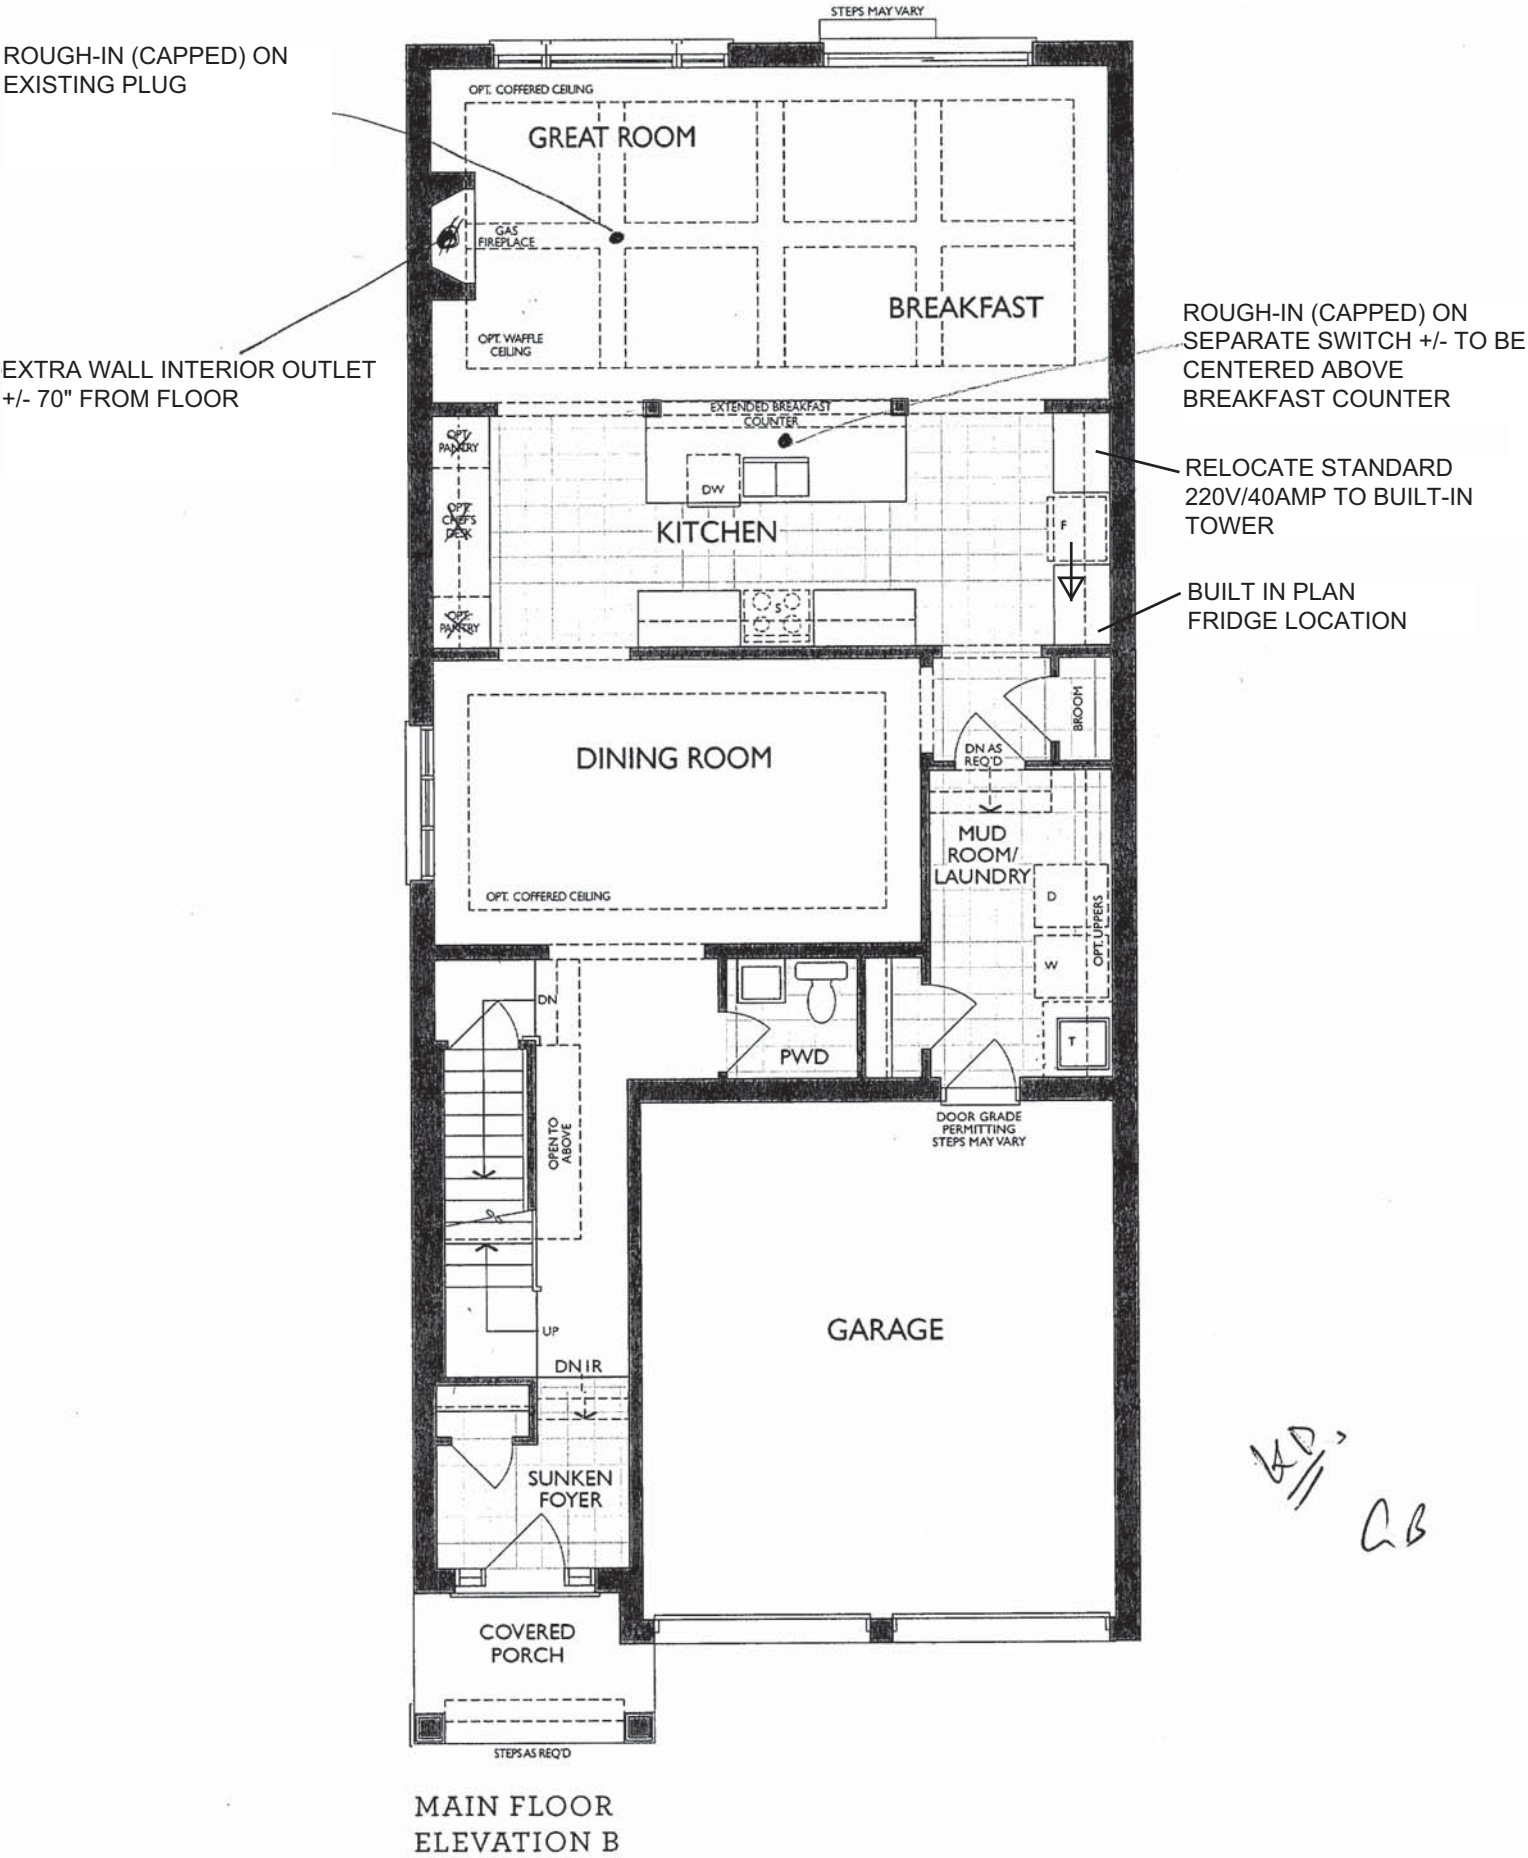 STEPS MAY VARY
ROUGH-IN (CAPPED) ON
EXISTING PLUG
OPT. COFFERED CEILING
GREAT ROOM
GAS
FIREPLACE
BREAKFAST
OPT. WAFFLE
CEILING
EXTRA WALL INTERIOR OUTLET
+/- 70" FROM FLOOR
ROUGH-IN (CAPPED) ON
SEPARATE SWITCH +/- TO BE
CENTERED ABOVE
BREAKFAST COUNTER
EXTENDED BREAKFAST
COUNTER
OPT.
PANTRY
DW
RELOCATE STANDARD
220V/40AMP TO BUILT-IN
TOWER
OPT.
CHEF'S
DESK
KITCHEN
F
BUILT IN PLAN
FRIDGE LOCATION
OPT.
PANTRY
S
BROOM
DINING ROOM
DN AS
REQ'D
MUD
ROOM/
LAUNDRY
OPT. COFFERED CEILING
D
OPT. UPPERS
W
DN
T
PWD
DOOR GRADE
PERMITTING
STEPS MAY VARY
OPEN TO
ABOVE
GARAGE
UP
DN 1R
SUNKEN
FOYER
KD
CB
COVERED
PORCH
STEPS AS REQ'D
MAIN FLOOR
ELEVATION B